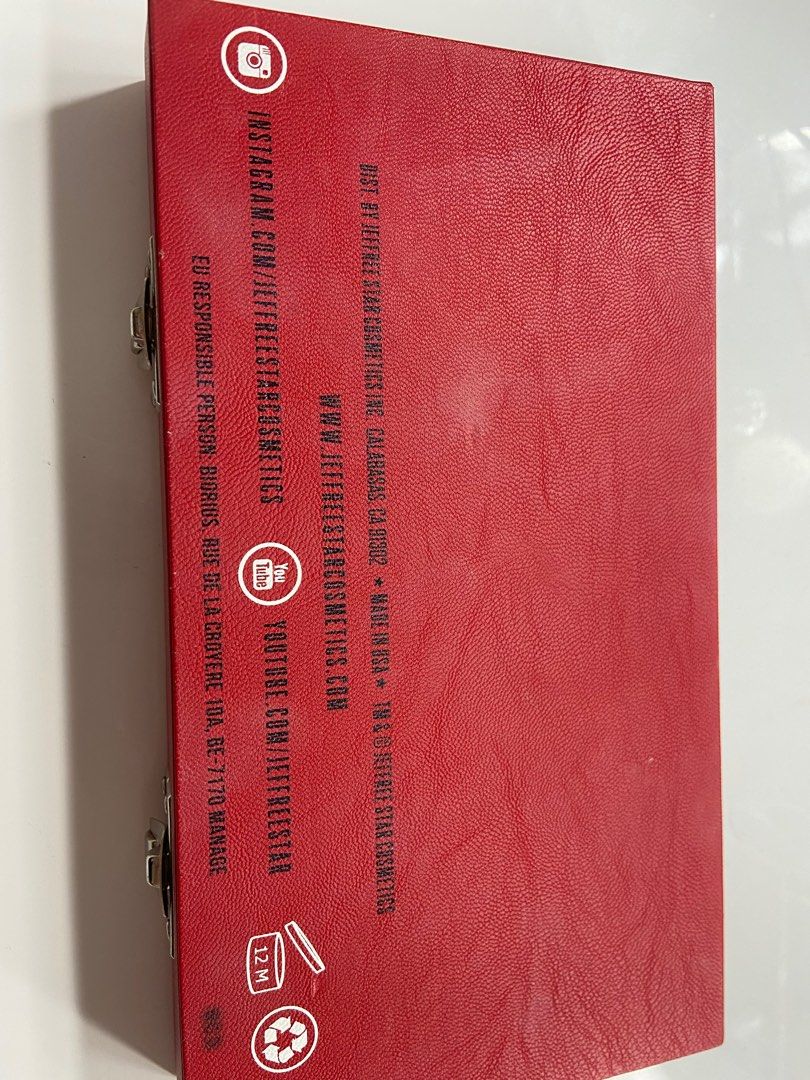 DIST. BY JEFFREE STAR COSMETICS INC. CALABASAS, CA 91302 ★ MADE IN USA ★ TM & © JEFFREE STAR COSMETICS
WWW.JEFFREESTARCOSMETICS.COM
INSTAGRAM.COM/JEFFREESTARCOSMETICS You Tube YOUTUBE.COM/JEFFREESTAR 12 M
EU RESPONSIBLE PERSON: BIORIUS, RUE DE LA CROYERE 10A, BE-7170 MANAGE